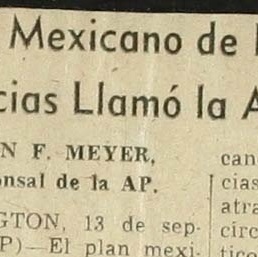 Mexicano de
cias Llamó la A
N F. MEYER,
onsal de la AP.
GTON, 13 de sep-
P)—El plan mexi-
can
cias
atra
circ
tico